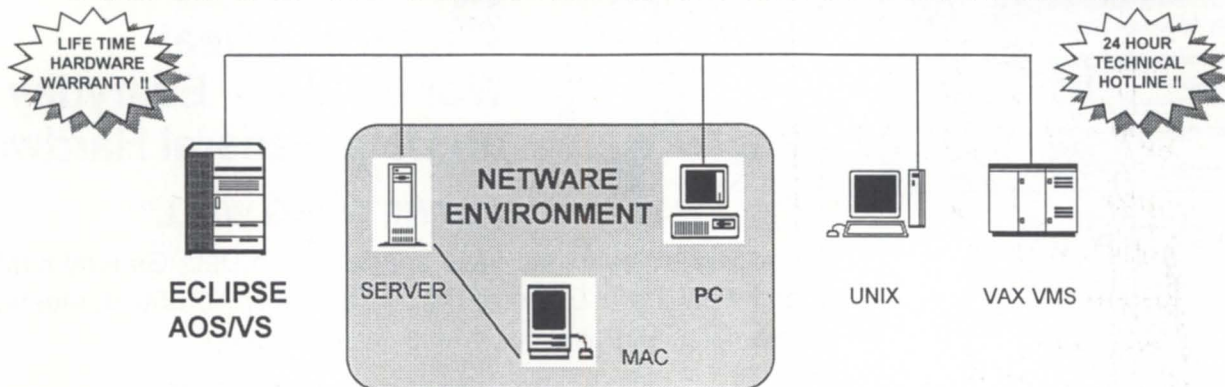 LIFE TIME
HARDWARE
WARRANTY !!
24 HOUR
TECHNICAL
HOTLINE !!
NETWARE
ENVIRONMENT
ECLIPSE
AOS/VS
SERVER
MAC
PC
UNIX
VAX VMS